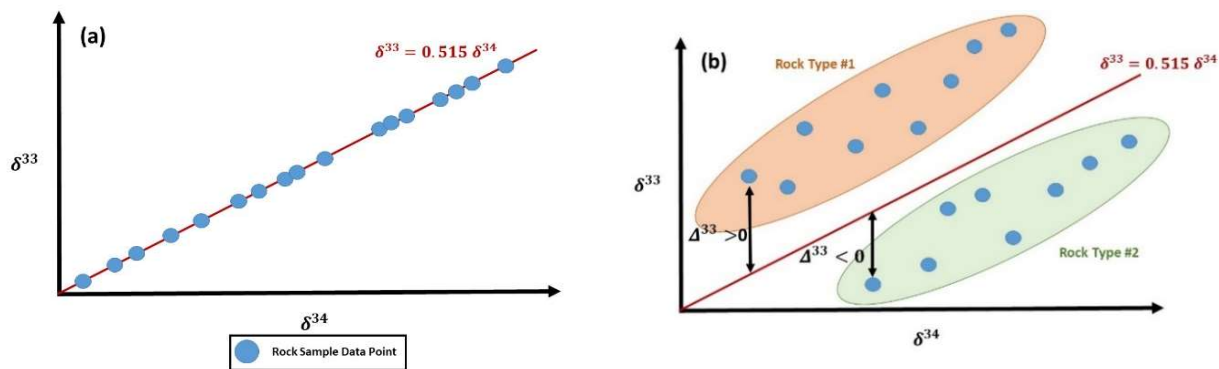 (a)
δ³³ = 0.515 δ³⁴
δ³³
δ³⁴
Rock Sample Data Point
(b)
Rock Type #1
δ³³ = 0.515 δ³⁴
δ³³
Δ³³ >0
Δ³³ < 0
Rock Type #2
δ³⁴